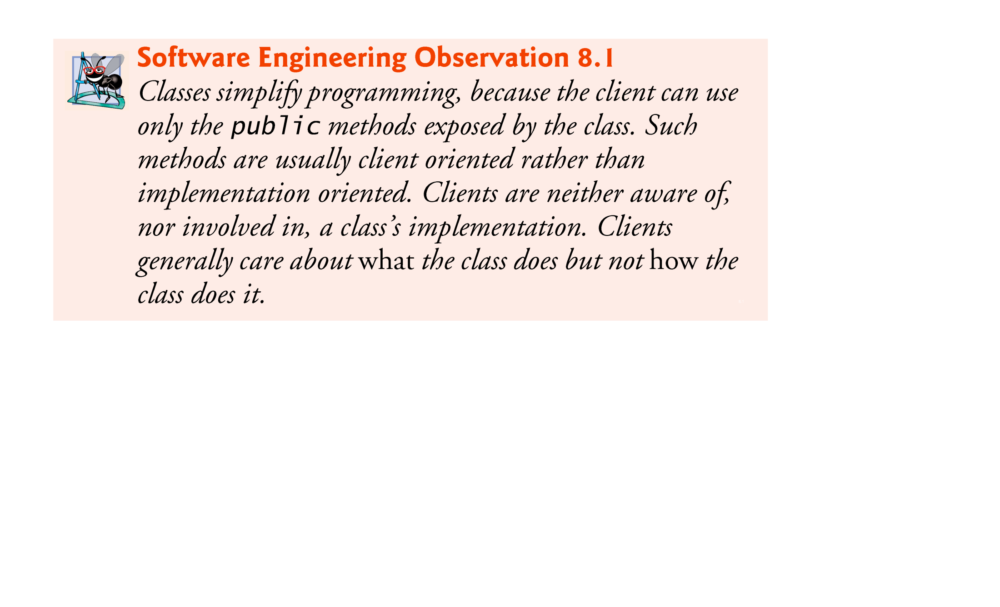 Software Engineering Observation 8.1
Classes simplify programming, because the client can use
only the public methods exposed by the class. Such
methods are usually client oriented rather than
implementation oriented. Clients are neither aware of,
nor involved in, a class’s implementation. Clients
generally care about what the class does but not how the
class does it.